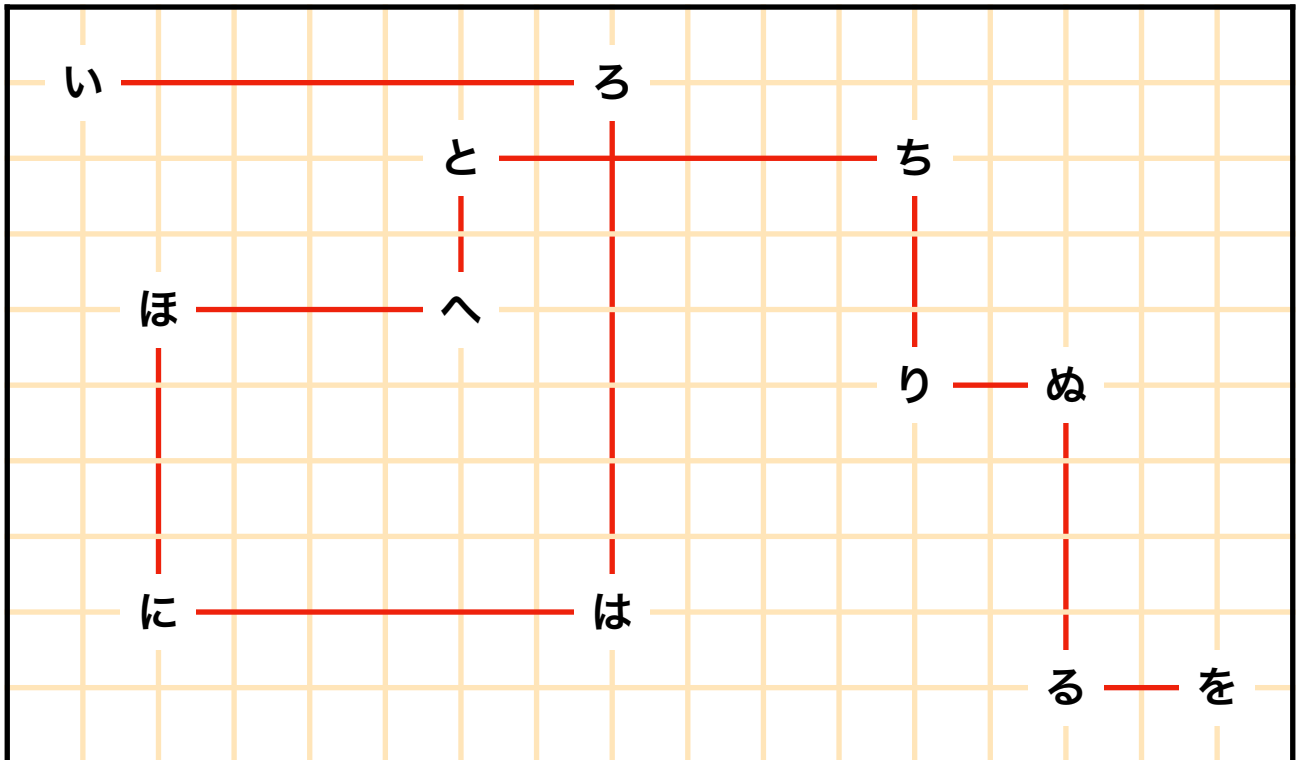 い ろ
と ち
ほ へ
り ぬ
に は
る を